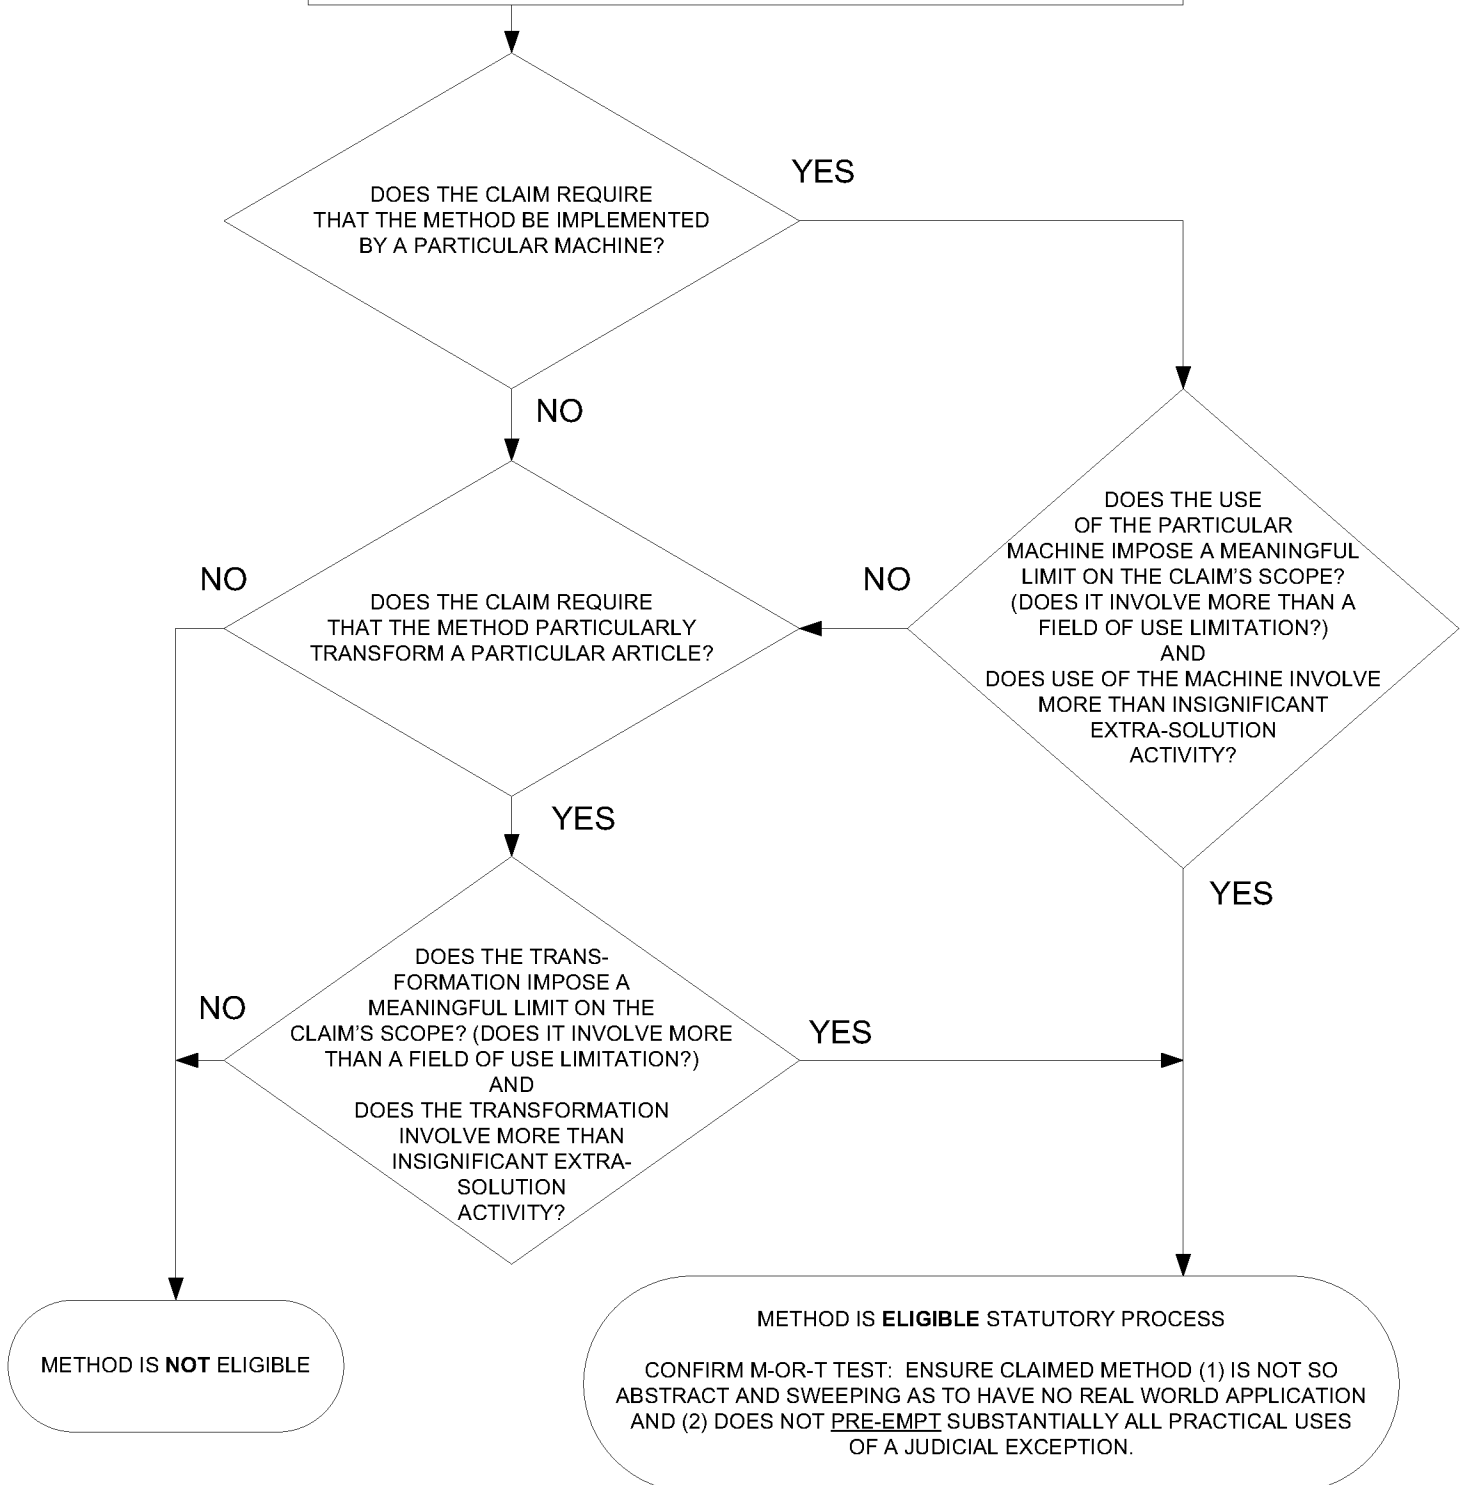 YES
DOES THE CLAIM REQUIRE
THAT THE METHOD BE IMPLEMENTED
BY A PARTICULAR MACHINE?
NO
DOES THE USE
OF THE PARTICULAR
MACHINE IMPOSE A MEANINGFUL
LIMIT ON THE CLAIM'S SCOPE?
(DOES IT INVOLVE MORE THAN A
FIELD OF USE LIMITATION?)
AND
DOES USE OF THE MACHINE INVOLVE
MORE THAN INSIGNIFICANT
EXTRA-SOLUTION
ACTIVITY?
NO
NO
DOES THE CLAIM REQUIRE
THAT THE METHOD PARTICULARLY
TRANSFORM A PARTICULAR ARTICLE?
YES
YES
DOES THE TRANS-
FORMATION IMPOSE A
MEANINGFUL LIMIT ON THE
CLAIM'S SCOPE? (DOES IT INVOLVE MORE
THAN A FIELD OF USE LIMITATION?)
AND
DOES THE TRANSFORMATION
INVOLVE MORE THAN
INSIGNIFICANT EXTRA-
SOLUTION
ACTIVITY?
NO
YES
METHOD IS NOT ELIGIBLE
METHOD IS ELIGIBLE STATUTORY PROCESS
CONFIRM M-OR-T TEST: ENSURE CLAIMED METHOD (1) IS NOT SO
ABSTRACT AND SWEEPING AS TO HAVE NO REAL WORLD APPLICATION
AND (2) DOES NOT PRE-EMPT SUBSTANTIALLY ALL PRACTICAL USES
OF A JUDICIAL EXCEPTION.